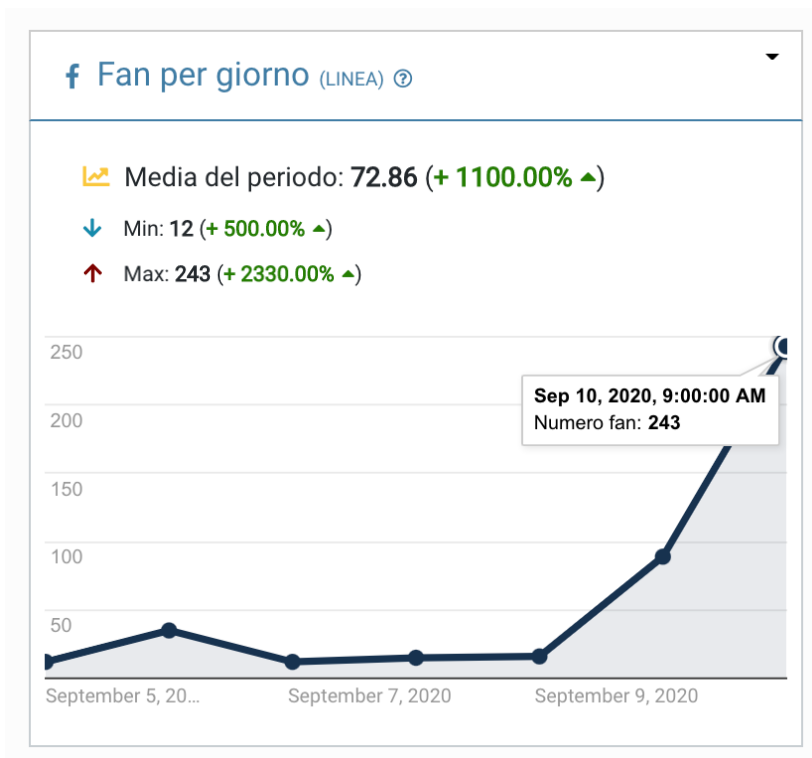 Fan per giorno (LINEA)
Media del periodo: 72.86 (+ 1100.00% ▲)
Min: 12 (+ 500.00% ▲)
Max: 243 (+ 2330.00% ▲)
250
Sep 10, 2020, 9:00:00 AM
Numero fan: 243
200
150
100
50
September 5, 20...
September 7, 2020
September 9, 2020